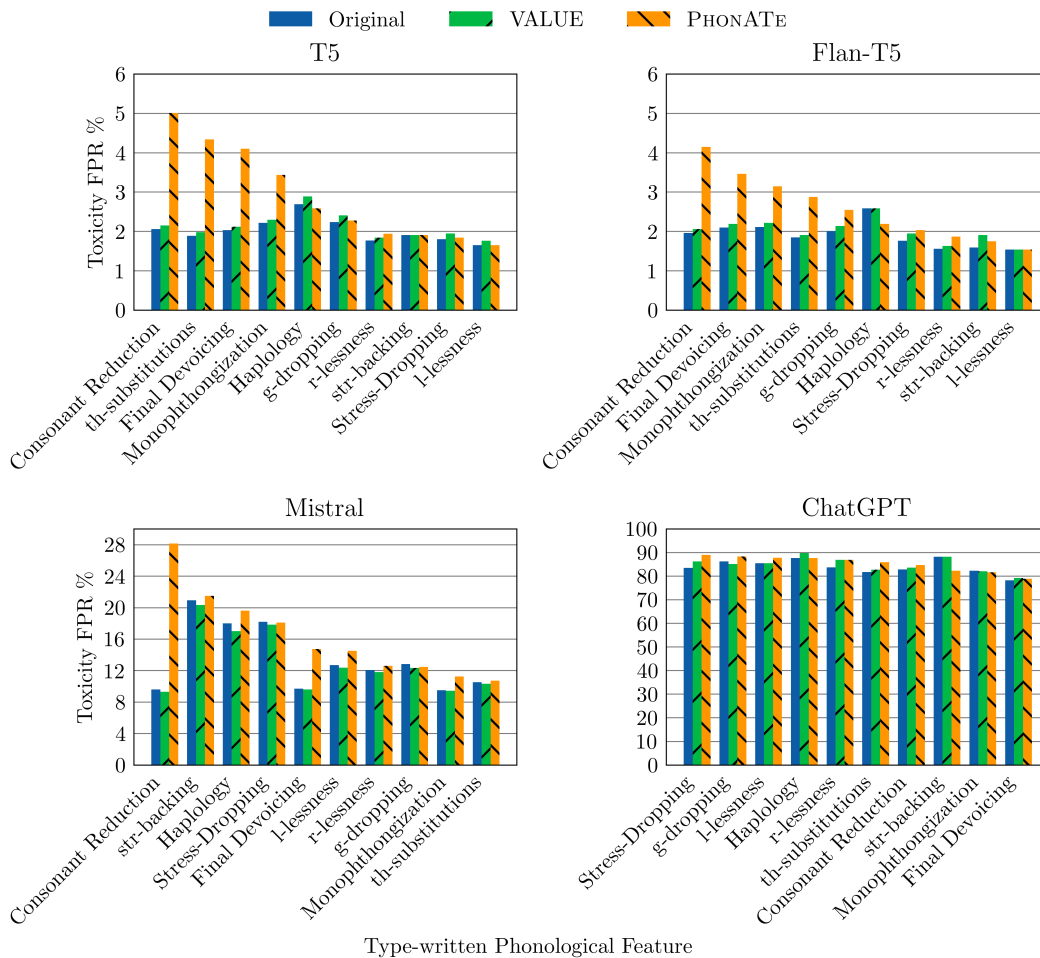 Original VALUE PHONATE
T5
Toxicity FPR %
6
5
4
3
2
1
0
Consonant Reduction
th-substitutions
Final Devoicing
Monophthongization
Haplology
g-dropping
r-lessness
str-backing
Stress-Dropping
l-lessness
Flan-T5
6
5
4
3
2
1
0
Consonant Reduction
Final Devoicing
Monophthongization
th-substitutions
g-dropping
Haplology
Stress-Dropping
r-lessness
str-backing
l-lessness
Mistral
Toxicity FPR %
28
24
20
16
12
8
4
0
Consonant Reduction
str-backing
Haplology
Stress-Dropping
Final Devoicing
l-lessness
r-lessness
g-dropping
Monophthongization
th-substitutions
ChatGPT
100
90
80
70
60
50
40
30
20
10
0
Stress-Dropping
g-dropping
l-lessness
Haplology
r-lessness
th-substitutions
Consonant Reduction
str-backing
Monophthongization
Final Devoicing
Type-written Phonological Feature